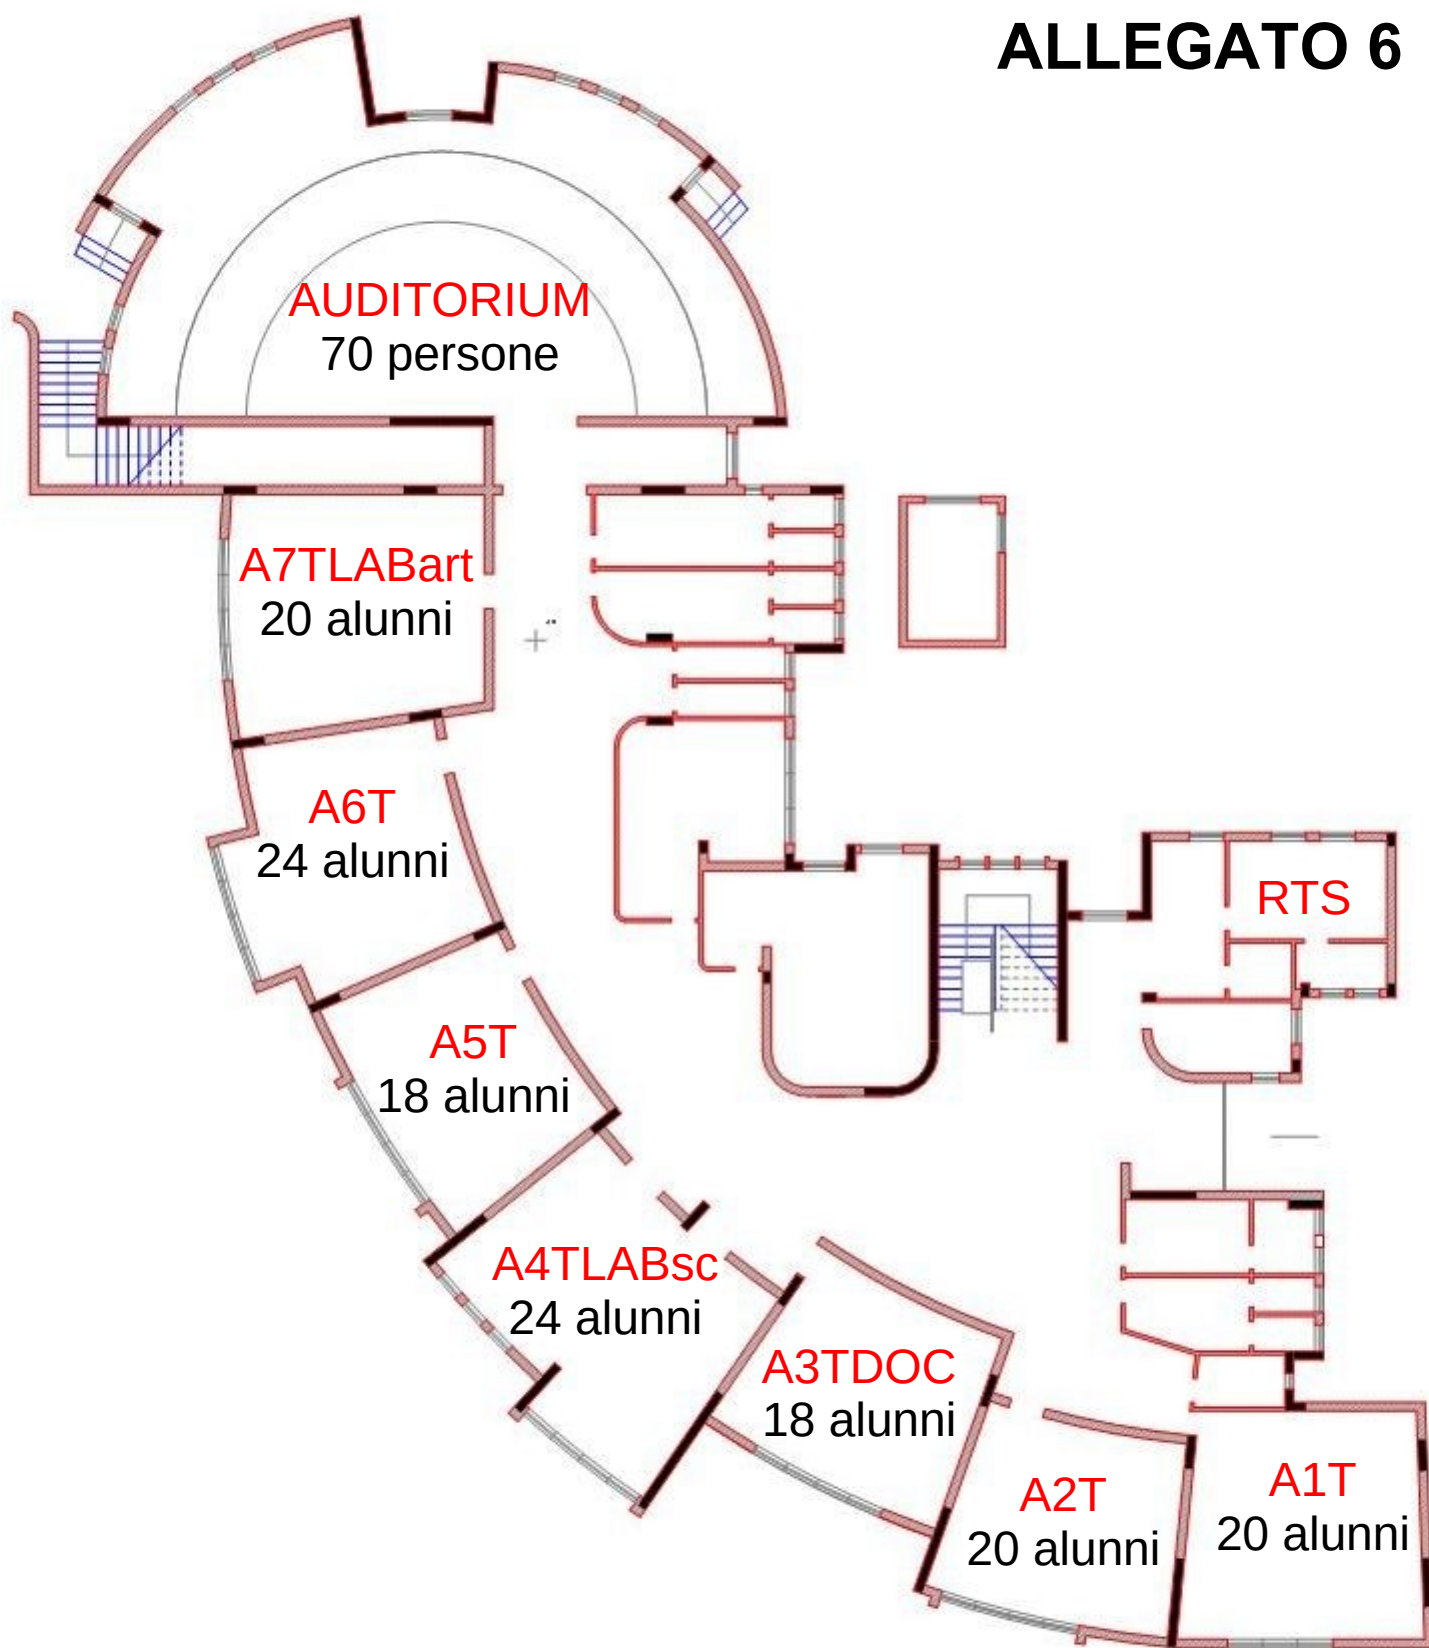 ALLEGATO 6
AUDITORIUM
70 persone
A7TLABart
20 alunni
A6T
24 alunni
RTS
A5T
18 alunni
A4TLABsc
24 alunni
A3TDOC
18 alunni
A2T
20 alunni
A1T
20 alunni